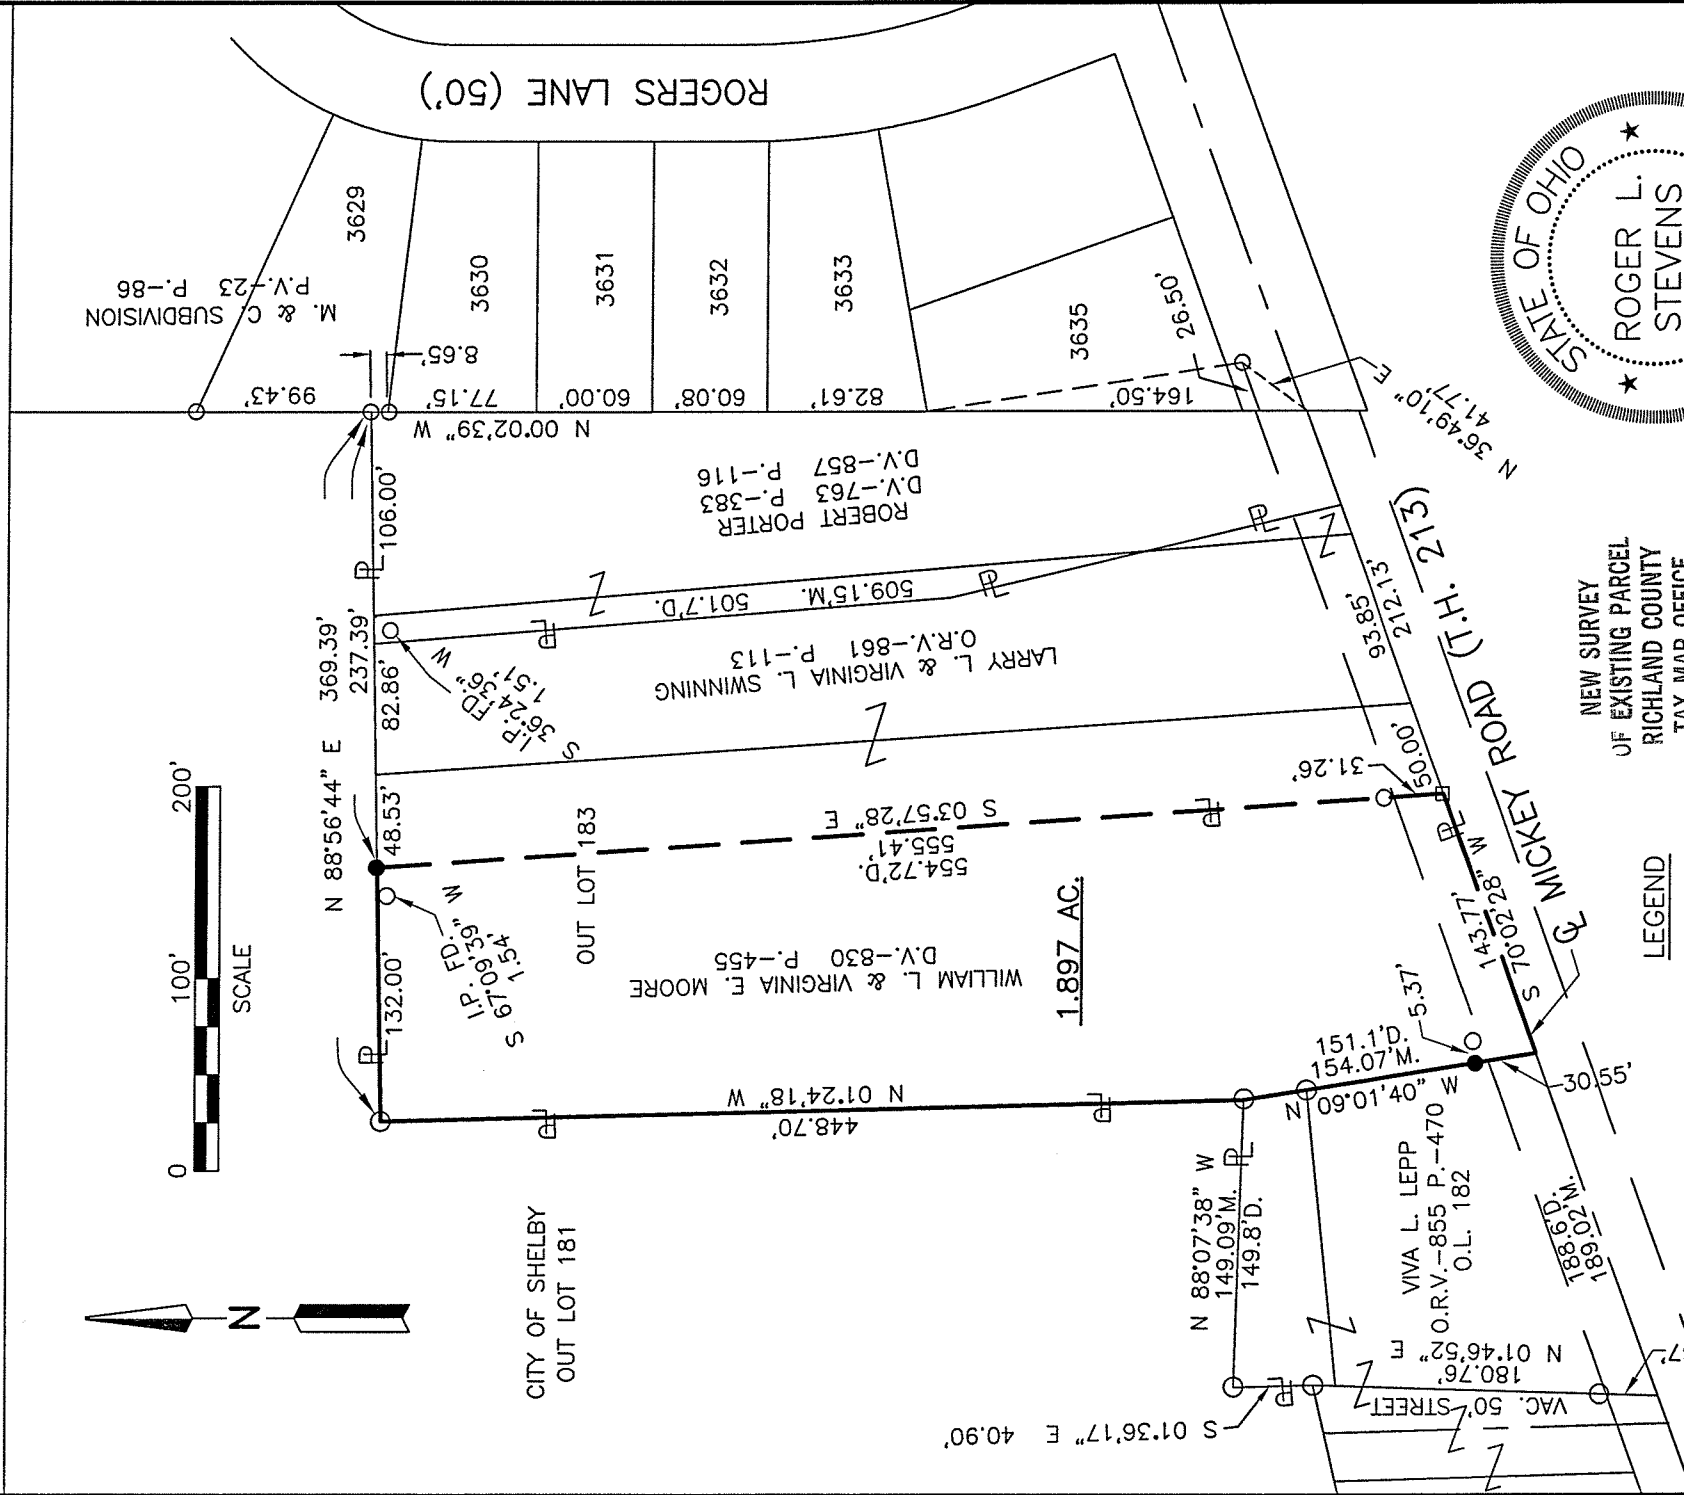 ROGERS LANE (50')
M. & C. SUBDIVISION
P.V.-23 P.-86
3629
3630
3631
3632
3633
3635
99.43'
8.65'
77.15'
60.00'
60.08'
82.61'
164.50'
26.50'
N 00°02'39" W
N 36°49'10" E
41.77'
STATE OF OHIO
ROGER L.
STEVENS
ROBERT PORTER
D.V.-763 P.-383
D.V.-857 P.-116
106.00'
369.39'
237.39'
82.86'
N 88°56'44" E
48.53'
132.00'
I.P. FD.
S 36°24'36" W
1.51'
509.15'M.
501.7'D.
LARRY L. & VIRGINIA L. SWINNING
O.R.V.-861 P.-113
93.85'
212.13'
50.00'
31.26'
MICKEY ROAD (T.H. 213)
NEW SURVEY
OF EXISTING PARCEL
RICHLAND COUNTY
TAX MAP OFFICE
LEGEND
0 100' 200'
SCALE
I.P. FD.
S 67°09'39" W
1.54'
OUT LOT 183
S 03°57'28" E
555.41'
554.72'D.
WILLIAM L. & VIRGINIA E. MOORE
D.V.-830 P.-455
1.897 AC.
143.77'
S 70°02'28" W
5.37'
30.55'
151.1'D.
154.07'M.
N 09°01'40" W
N 01°24'18" W
448.70'
N
CITY OF SHELBY
OUT LOT 181
N 88°07'38" W
149.09'M.
149.8'D.
VIVA L. LEPP
O.R.V.-855 P.-470
O.L. 182
188.6'D.
189.02'M.
N 01°46'52" E
180.76'
VAC. 50' STREET
S 01°36'17" E 40.90'